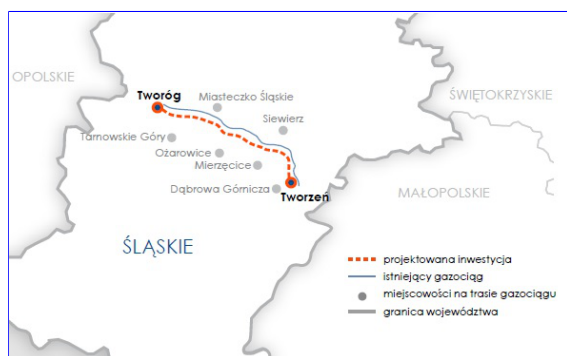 OPOLSKIE
Tworóg
Miasteczko Śląskie
ŚWIĘTOKRZYSKIE
Siewierz
Tarnowskie Góry
Ożarowice
Mierzęcice
Dąbrowa Górnicza
Tworzeń
MAŁOPOLSKIE
ŚLĄSKIE
projektowana inwestycja
istniejący gazociąg
miejscowości na trasie gazociągu
granica województwa